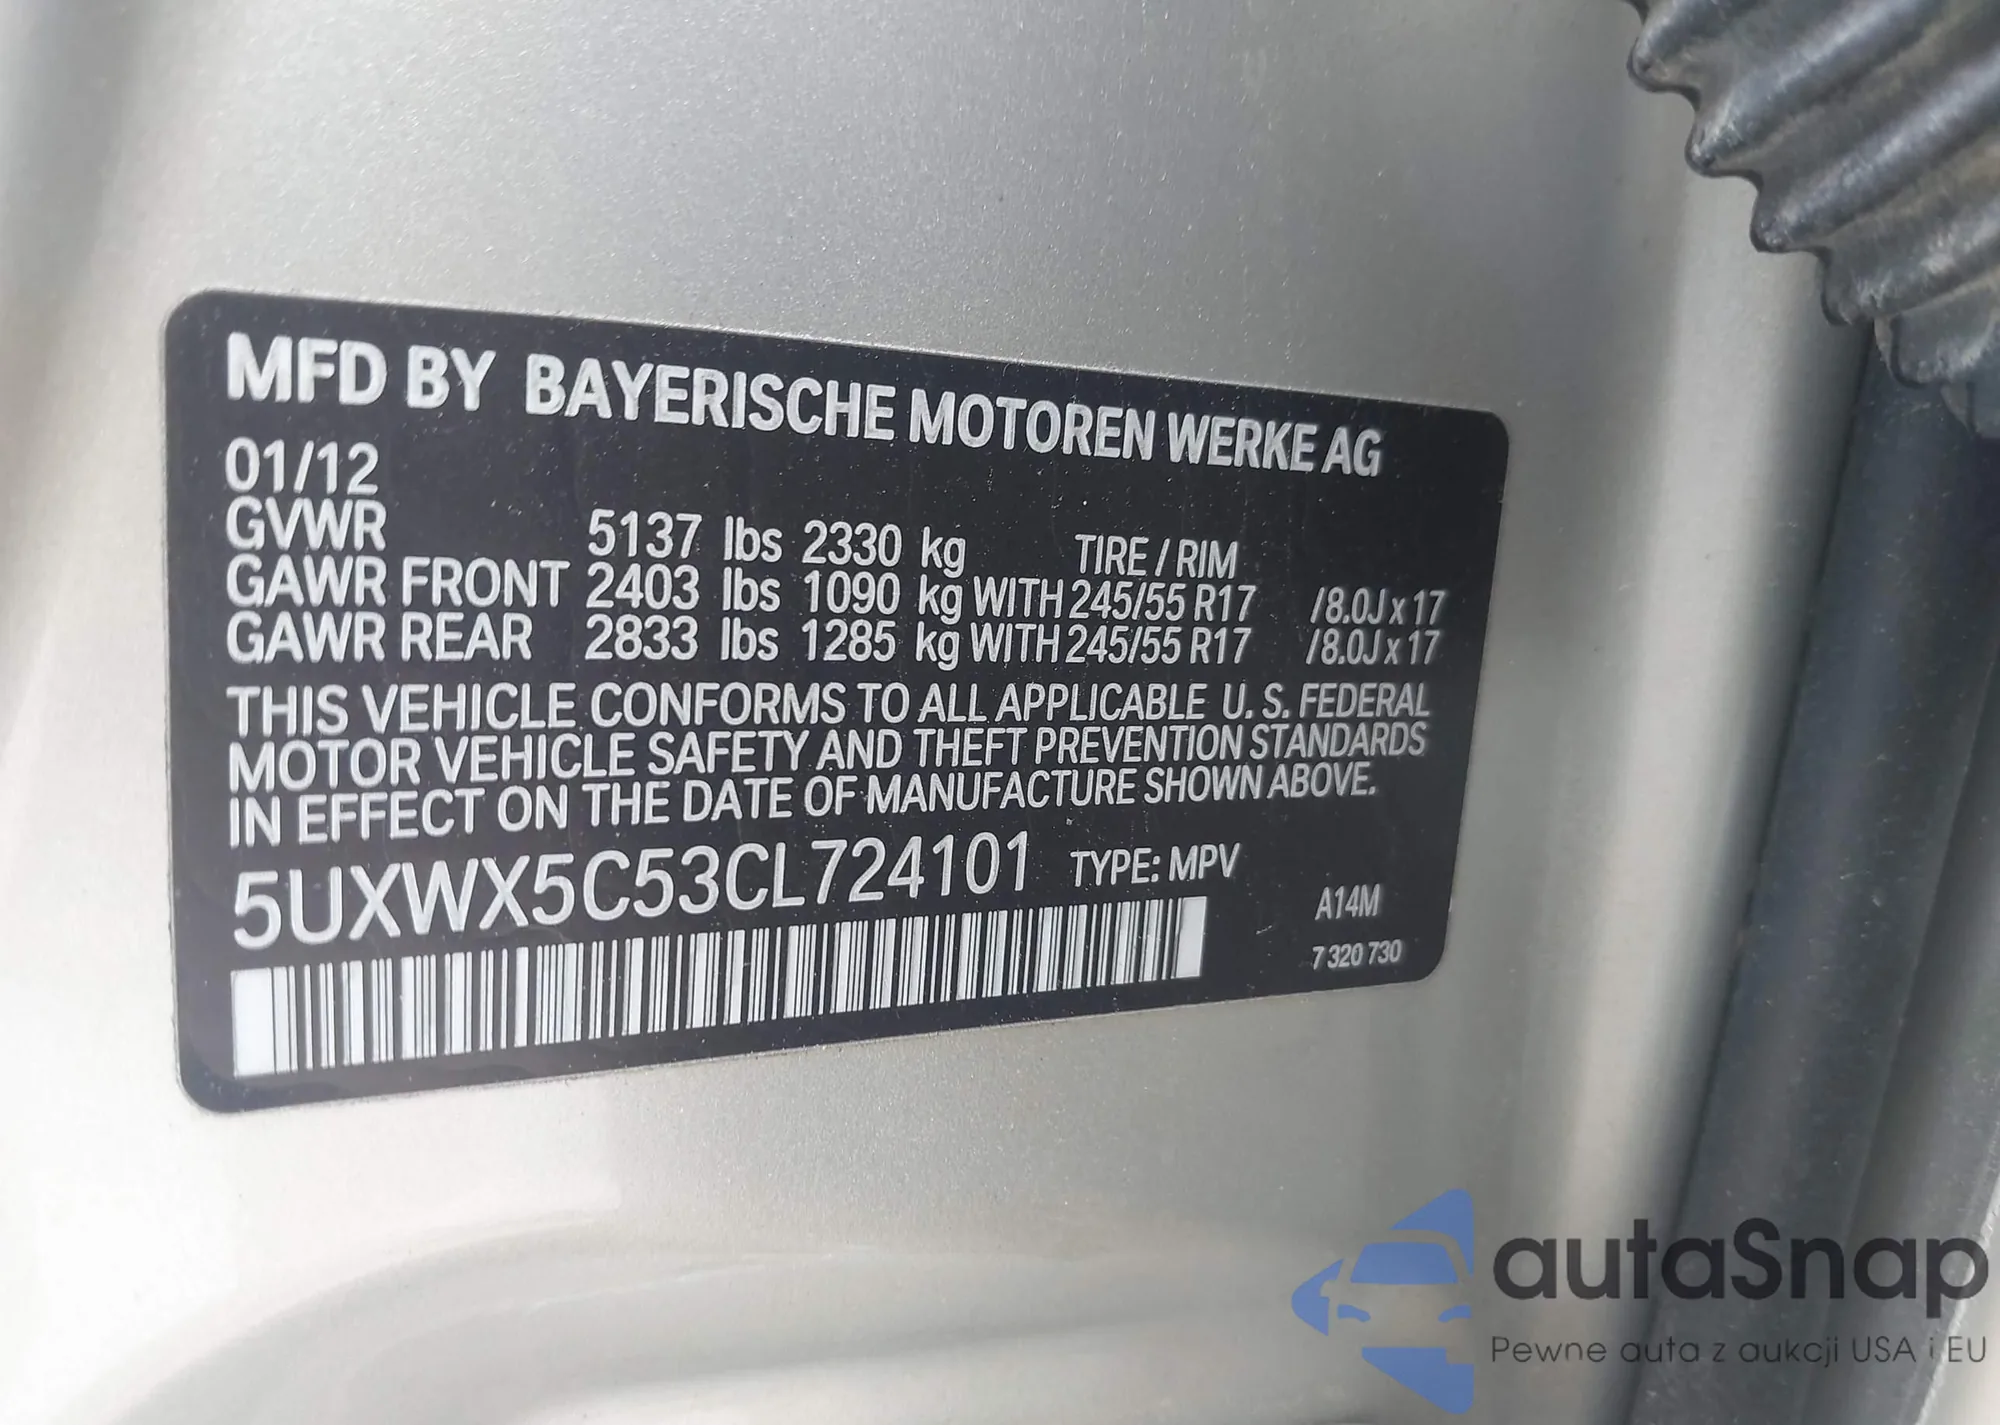 MFD BY BAYERISCHE MOTOREN WERKE AG
01/12
GVWR 5137 lbs 2330 kg TIRE / RIM
GAWR FRONT 2403 lbs 1090 kg WITH 245/55 R17 /8.0J x 17
GAWR REAR 2833 lbs 1285 kg WITH 245/55 R17 /8.0J x 17
THIS VEHICLE CONFORMS TO ALL APPLICABLE U. S. FEDERAL
MOTOR VEHICLE SAFETY AND THEFT PREVENTION STANDARDS
IN EFFECT ON THE DATE OF MANUFACTURE SHOWN ABOVE.
5UXWX5C53CL724101 TYPE: MPV
A14M
7 320 730
autaSnap
Pewne auta z aukcji USA i EU